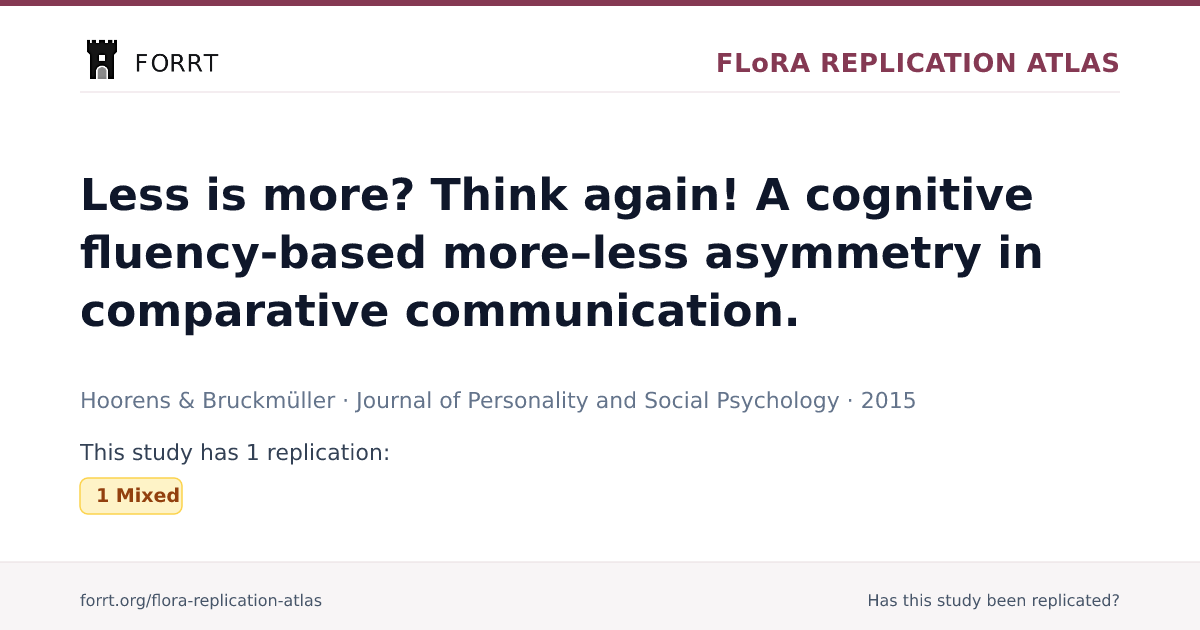 FORRT
FLoRA REPLICATION ATLAS
Less is more? Think again! A cognitive
fluency-based more–less asymmetry in
comparative communication.
Hoorens & Bruckmüller · Journal of Personality and Social Psychology · 2015
This study has 1 replication:
1 Mixed
forrt.org/flora-replication-atlas
Has this study been replicated?